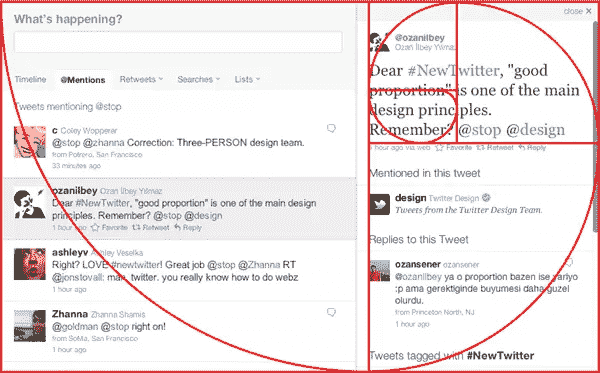 What's happening?
Timeline @Mentions Retweets Searches Lists
Tweets mentioning @stop
c Coley Wopperer
@stop @zhanna Correction: Three-PERSON design team.
from Potrero, San Francisco
33 minutes ago
ozanilbey Ozan İlbey Yılmaz
Dear #NewTwitter, "good proportion" is one of the main design
principles. Remember? @stop @design
1 hour ago Favorite Retweet Reply
ashleyv Ashley Veselka
Right? LOVE #newtwitter! Great job @stop @Zhanna RT
@jonstovall: man, twitter. you really know how to do webz
1 hour ago
Zhanna Zhanna Shamis
@goldman @stop right on!
from SoMa, San Francisco
1 hour ago
close ×
@ozanilbey
Ozan İlbey Yılmaz
Dear #NewTwitter, "good
proportion" is one of the main
design principles.
Remember? @stop @design
1 hour ago via web Favorite Retweet Reply
Mentioned in this tweet
design Twitter Design
Tweets from the Twitter Design Team.
Replies to this Tweet
ozansener
@ozanilbey ya o proportion bazen ise yariyo
:p ama gerektiginde buyumesi daha guzel
olurdu.
from Princeton North, NJ
1 hour ago
Tweets tagged with #NewTwitter